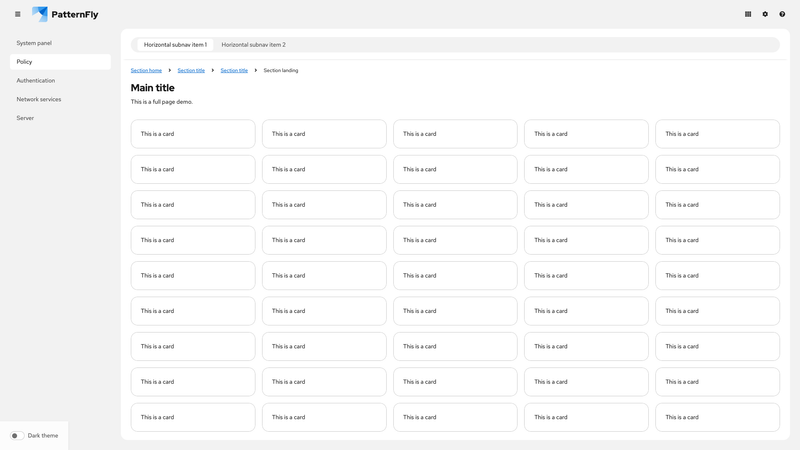 PatternFly
System panel
Policy
Authentication
Network services
Server
Horizontal subnav item 1 Horizontal subnav item 2
Section home Section title Section title Section landing
Main title
This is a full page demo.
This is a card This is a card This is a card This is a card This is a card
This is a card This is a card This is a card This is a card This is a card
This is a card This is a card This is a card This is a card This is a card
This is a card This is a card This is a card This is a card This is a card
This is a card This is a card This is a card This is a card This is a card
This is a card This is a card This is a card This is a card This is a card
This is a card This is a card This is a card This is a card This is a card
This is a card This is a card This is a card This is a card This is a card
This is a card This is a card This is a card This is a card This is a card
Dark theme